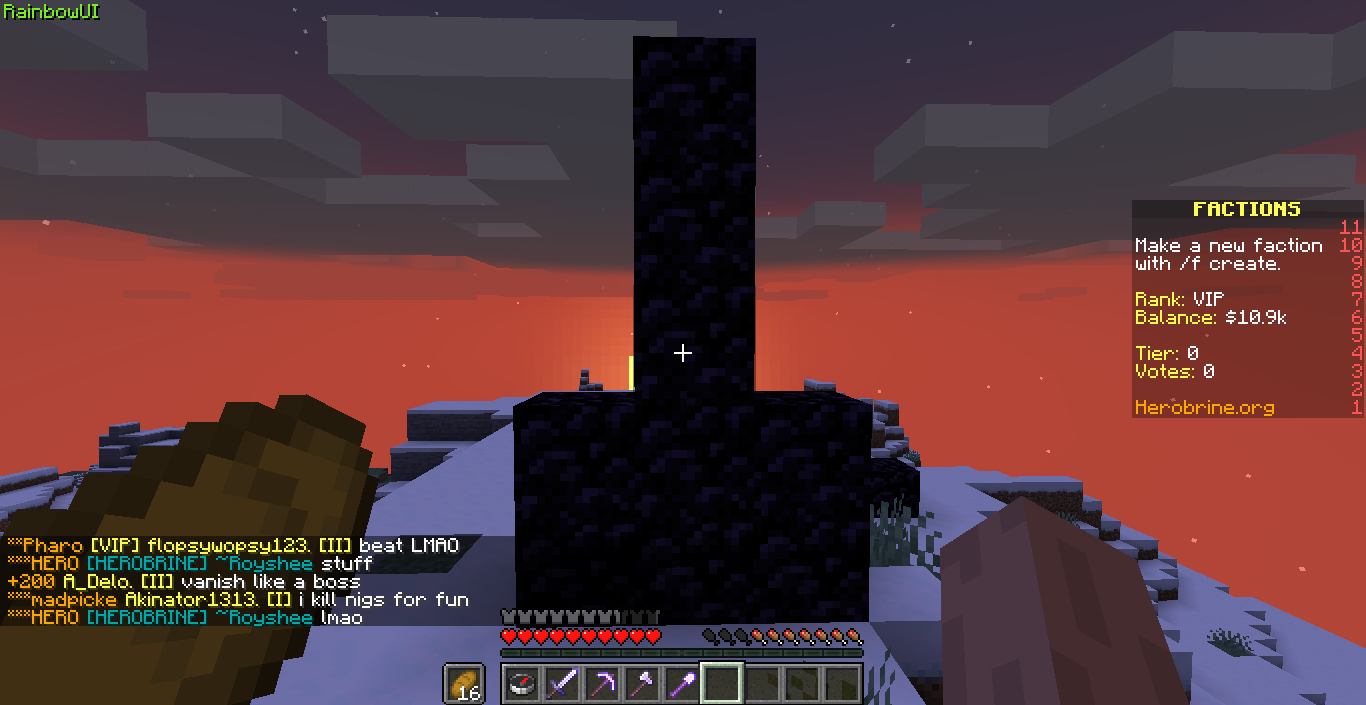 RainbowUI
FACTIONS
11
Make a new faction 10
with /f create. 9
8
Rank: VIP 7
Balance: $10.9k 6
5
Tier: 0 4
Votes: 0 3
2
Herobrine.org 1
**Pharo [VIP] flopsywopsy123. [II] beat LMAO
***HERO [HEROBRINE] ~Royshee stuff
+200 A_Delo. [II] vanish like a boss
***madpicke Akinator1313. [I] i kill nigs for fun
***HERO [HEROBRINE] ~Royshee lmao
16